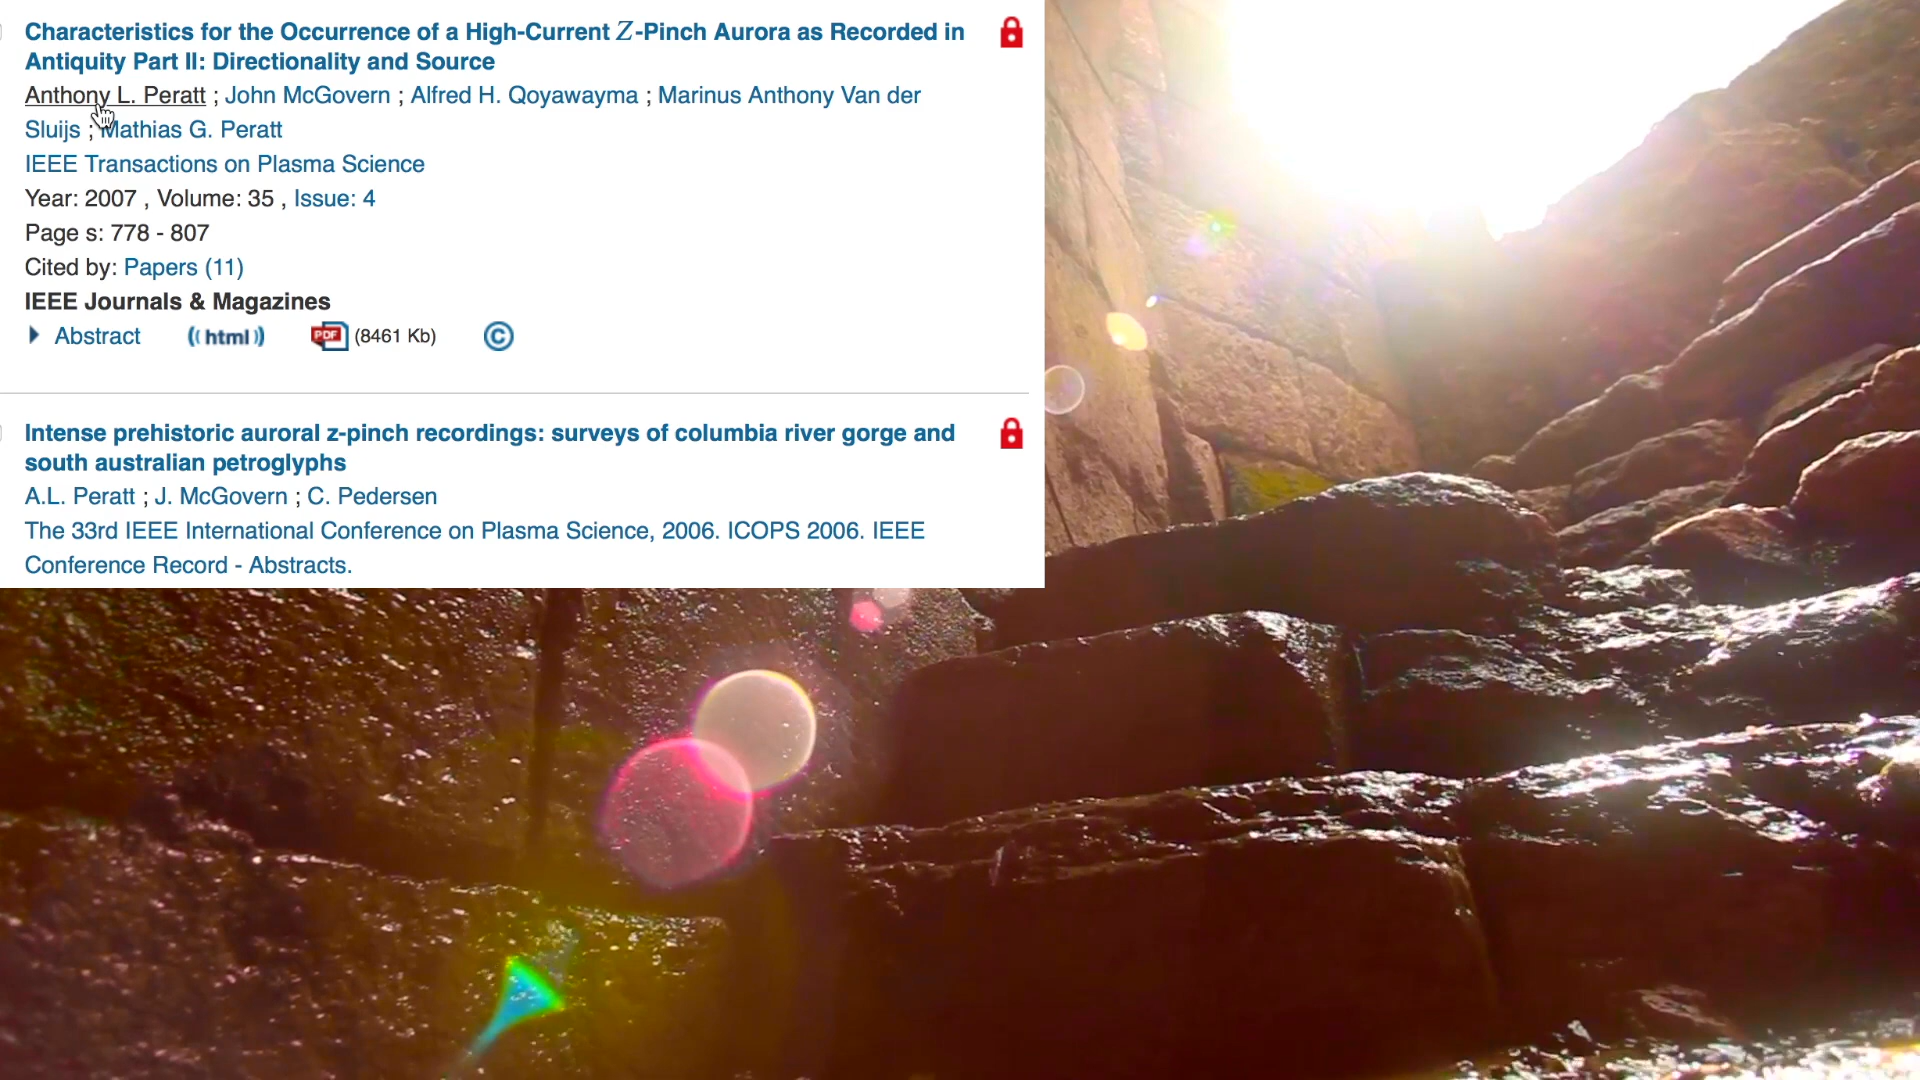 Characteristics for the Occurrence of a High-Current Z-Pinch Aurora as Recorded in
Antiquity Part II: Directionality and Source
Anthony L. Peratt ; John McGovern ; Alfred H. Qoyawayma ; Marinus Anthony Van der
Sluijs ; Mathias G. Peratt
IEEE Transactions on Plasma Science
Year: 2007 , Volume: 35 , Issue: 4
Page s: 778 - 807
Cited by: Papers (11)
IEEE Journals & Magazines
Abstract ((html)) PDF (8461 Kb) ©
Intense prehistoric auroral z-pinch recordings: surveys of columbia river gorge and
south australian petroglyphs
A.L. Peratt ; J. McGovern ; C. Pedersen
The 33rd IEEE International Conference on Plasma Science, 2006. ICOPS 2006. IEEE
Conference Record - Abstracts.